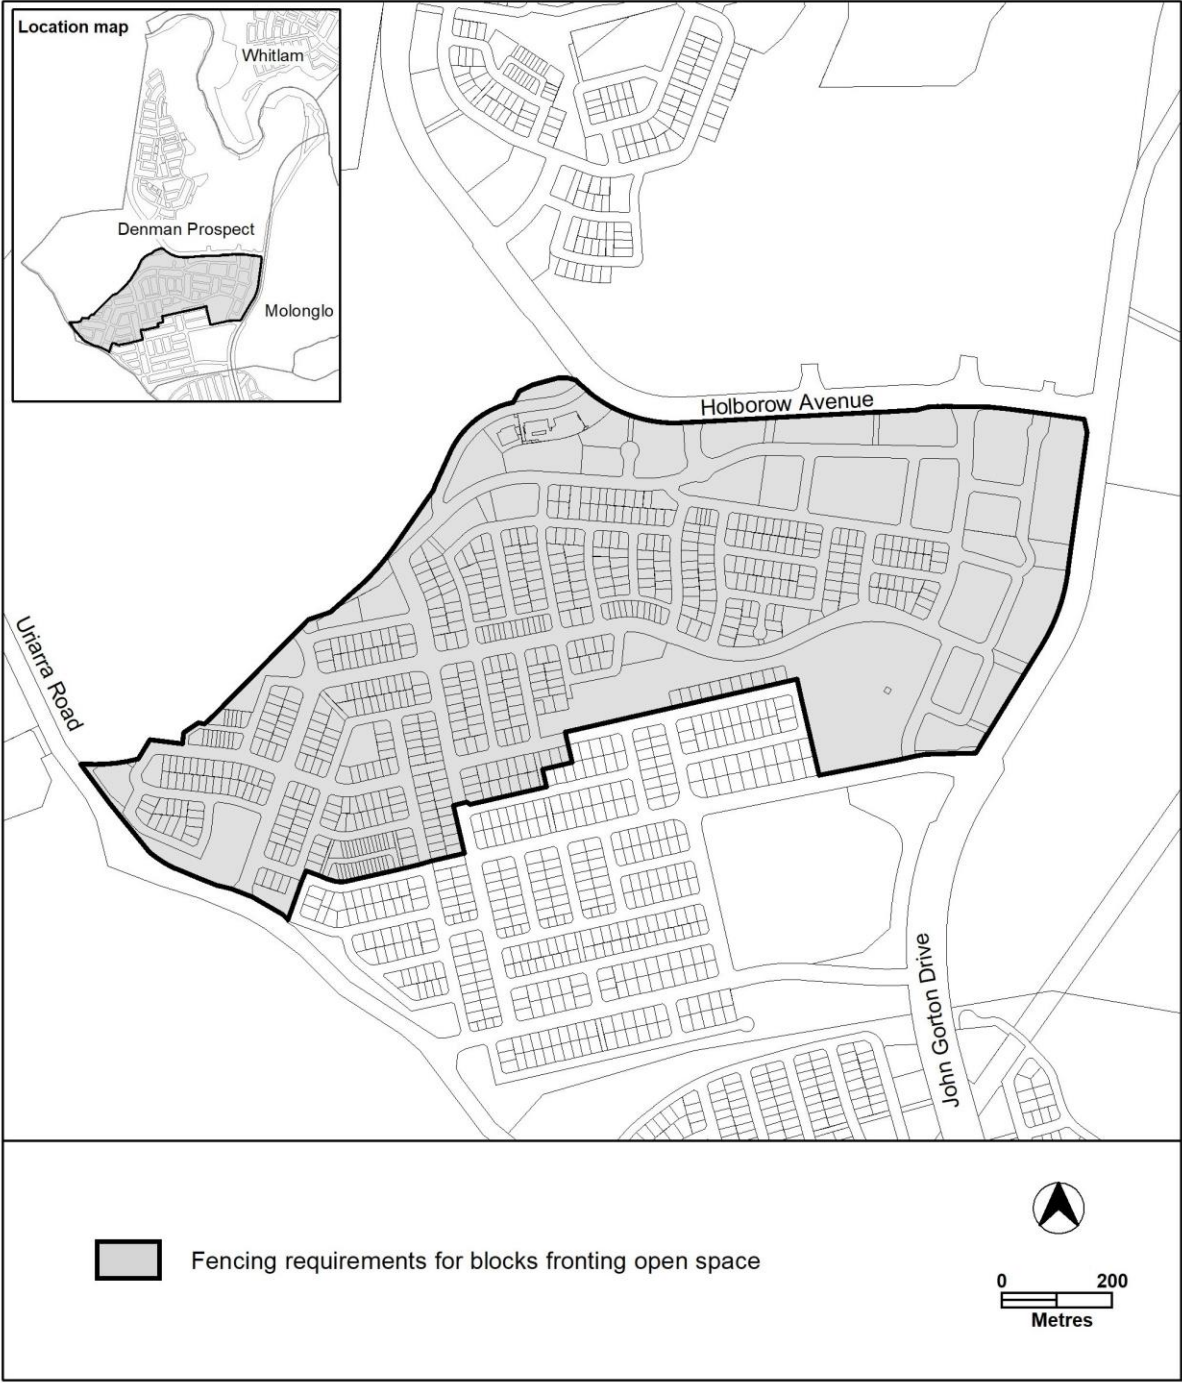 Location map
Whitlam
Denman Prospect
Molonglo
Holborow Avenue
Uriarra Road
John Gorton Drive
Fencing requirements for blocks fronting open space
0 200
Metres